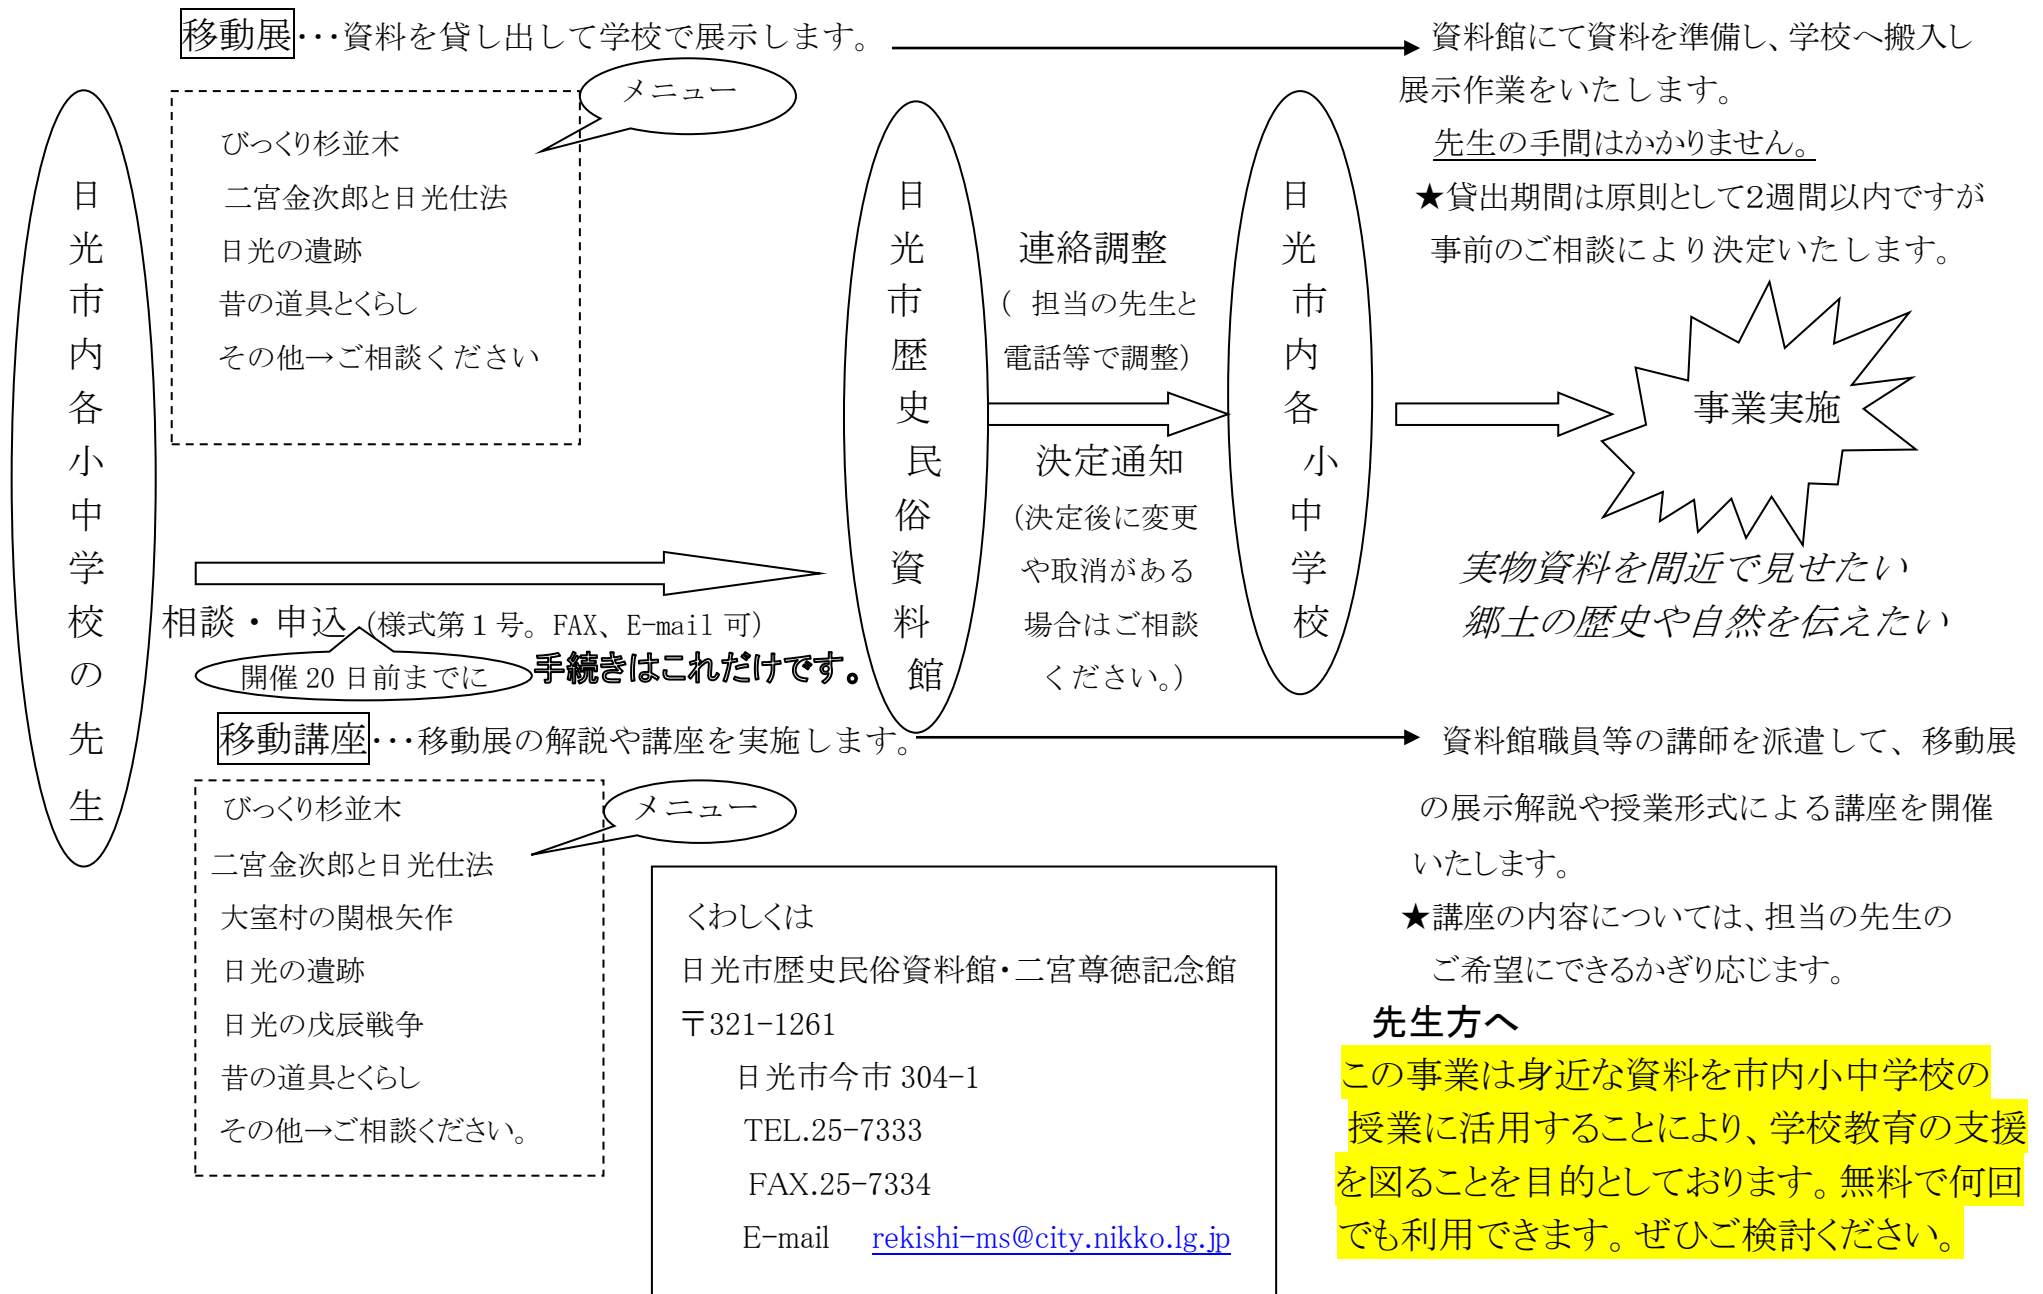 移動展・・・資料を貸し出して学校で展示します。
資料館にて資料を準備し、学校へ搬入し
展示作業をいたします。
先生の手間はかかりません。
★貸出期間は原則として2週間以内ですが
事前のご相談により決定いたします。
メニュー
びっくり杉並木
二宮金次郎と日光仕法
日光の遺跡
昔の道具とくらし
その他→ご相談ください
日光市内各小中学校の先生
相談・申込(様式第1号。FAX、E-mail可)
開催20日前までに
手続きはこれだけです。
日光市歴史民俗資料館
連絡調整
( 担当の先生と
電話等で調整)
決定通知
(決定後に変更
や取消がある
場合はご相談
ください。)
日光市内各小中学校
事業実施
実物資料を間近で見せたい
郷土の歴史や自然を伝えたい
移動講座・・・移動展の解説や講座を実施します。
資料館職員等の講師を派遣して、移動展
の展示解説や授業形式による講座を開催
いたします。
★講座の内容については、担当の先生の
ご希望にできるかぎり応じます。
メニュー
びっくり杉並木
二宮金次郎と日光仕法
大室村の関根矢作
日光の遺跡
日光の戊辰戦争
昔の道具とくらし
その他→ご相談ください。
くわしくは
日光市歴史民俗資料館・二宮尊徳記念館
〒321-1261
日光市今市304-1
TEL.25-7333
FAX.25-7334
E-mail rekishi-ms@city.nikko.lg.jp
先生方へ
この事業は身近な資料を市内小中学校の
授業に活用することにより、学校教育の支援
を図ることを目的としております。無料で何回
でも利用できます。ぜひご検討ください。